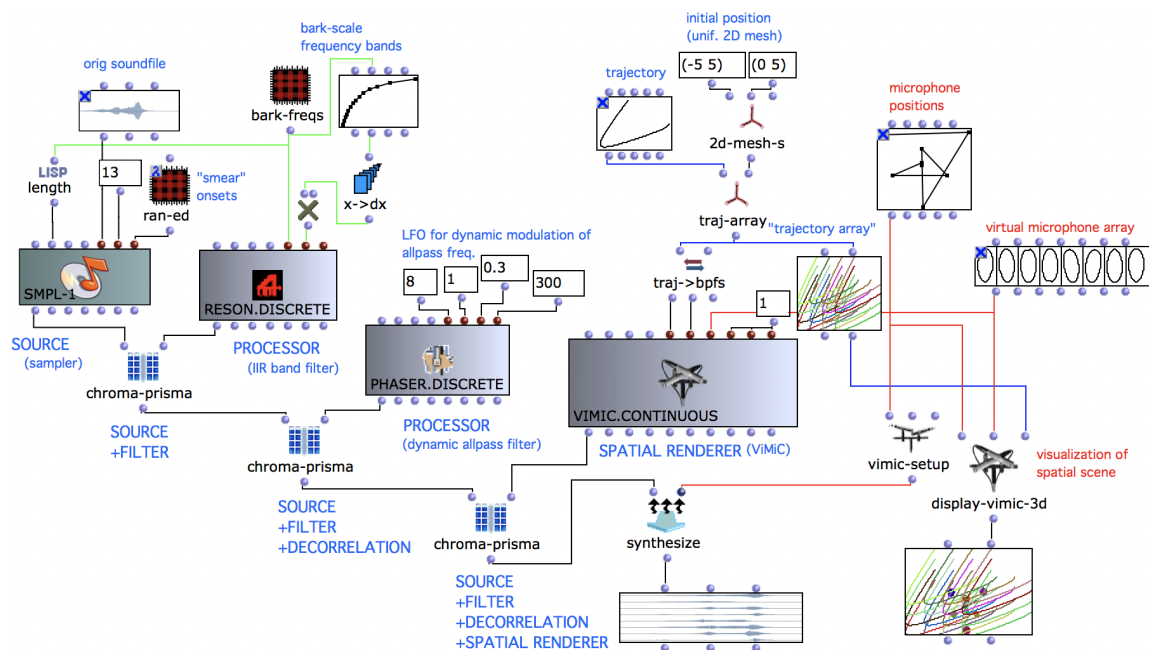 initial position
(unif. 2D mesh)
bark-scale
frequency bands
(-5 5)
(0 5)
orig soundfile
trajectory
microphone
positions
bark-freqs
2d-mesh-s
LISP
length
13
"smear"
onsets
ran-ed
x->dx
traj-array
LFO for dynamic modulation of
allpass freq.
"trajectory array"
virtual microphone array
8
1
0.3
300
traj->bpfs
1
SMPL-1
RESON.DISCRETE
SOURCE
(sampler)
PROCESSOR
(IIR band filter)
PHASER.DISCRETE
VIMIC.CONTINUOUS
chroma-prisma
PROCESSOR
(dynamic allpass filter)
SPATIAL RENDERER (ViMiC)
SOURCE
+FILTER
chroma-prisma
vimic-setup
visualization of
spatial scene
display-vimic-3d
SOURCE
+FILTER
+DECORRELATION
chroma-prisma
synthesize
SOURCE
+FILTER
+DECORRELATION
+SPATIAL RENDERER